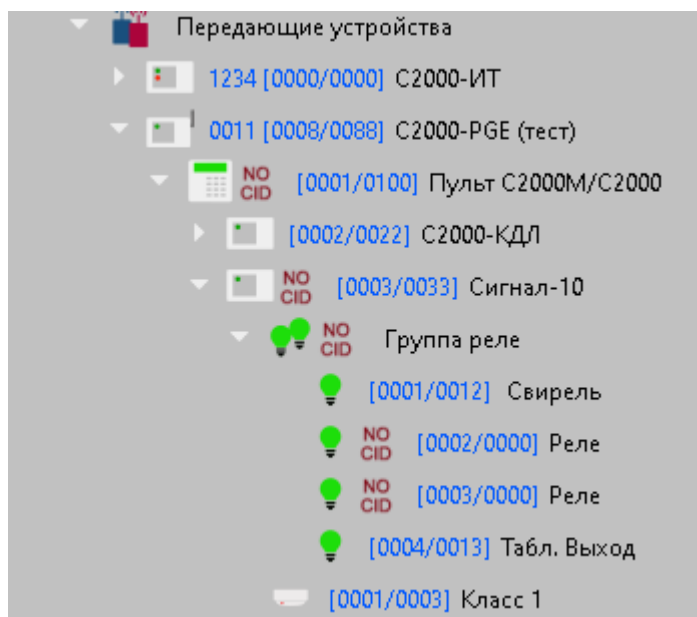 Передающие устройства
1234 [0000/0000] С2000-ИТ
0011 [0008/0088] С2000-PGE (тест)
NO CID [0001/0100] Пульт С2000М/С2000
[0002/0022] С2000-КДЛ
NO CID [0003/0033] Сигнал-10
NO CID Группа реле
[0001/0012] Свирель
NO CID [0002/0000] Реле
NO CID [0003/0000] Реле
[0004/0013] Табл. Выход
[0001/0003] Класс 1